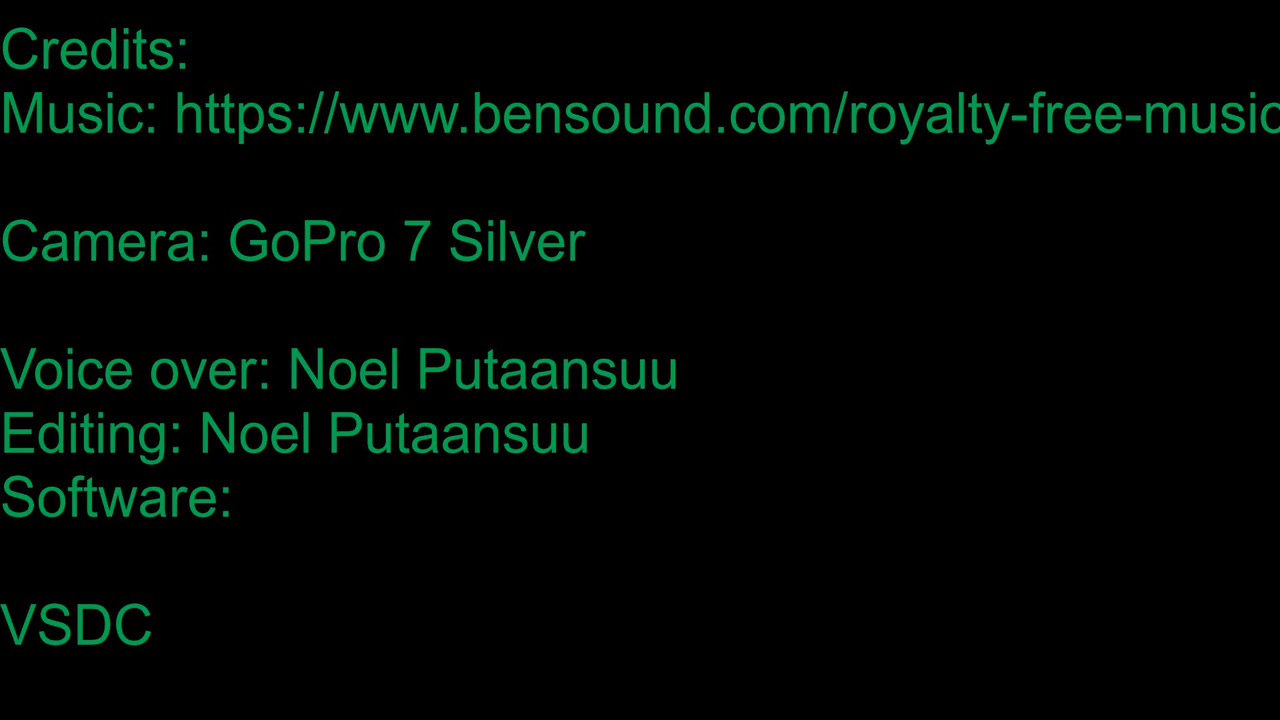 Credits:
Music: https://www.bensound.com/royalty-free-music
Camera: GoPro 7 Silver
Voice over: Noel Putaansuu
Editing: Noel Putaansuu
Software:
VSDC